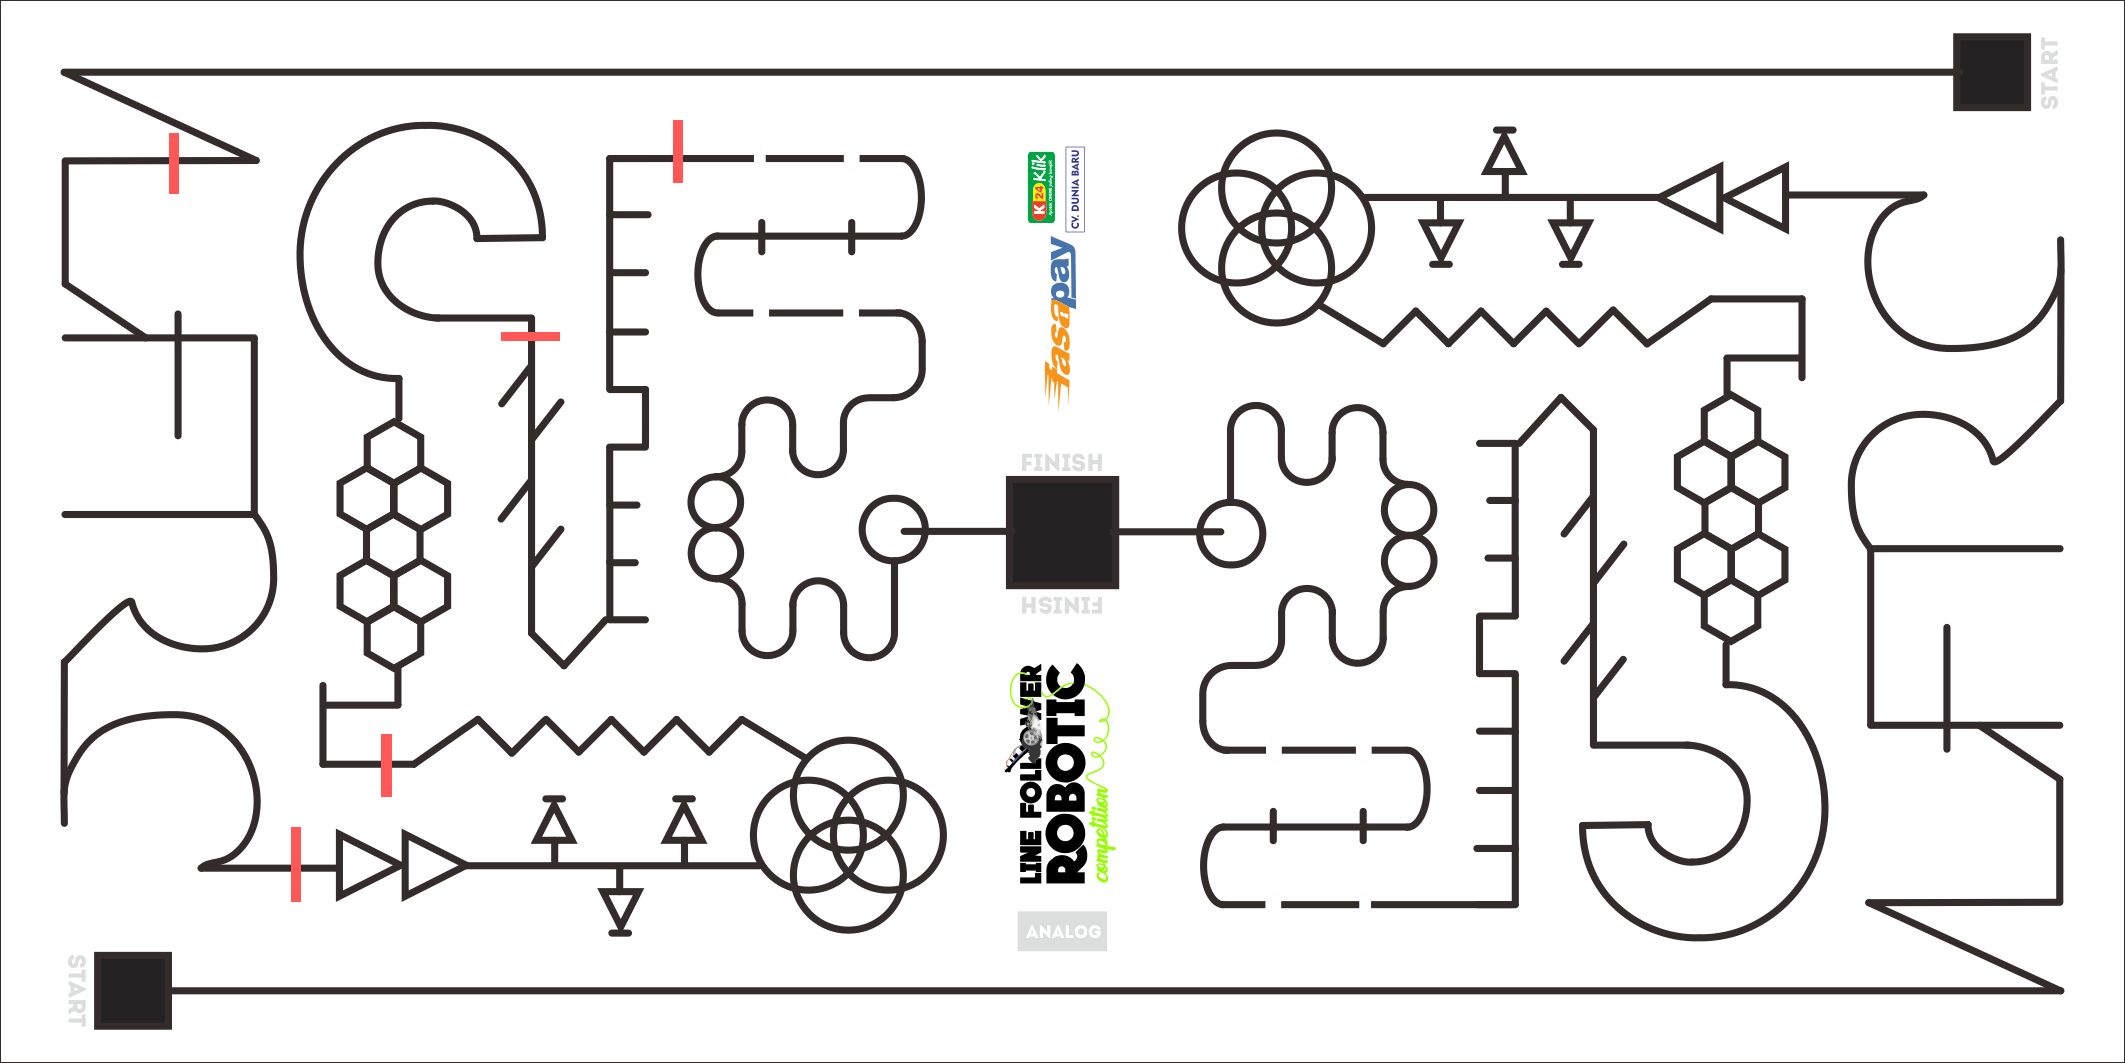 START
K24Klik
CV. DUNIA BARU
fasapay
FINISH
FINISH
LINE FOLLOWER
ROBOTIC
competition
ANALOG
START